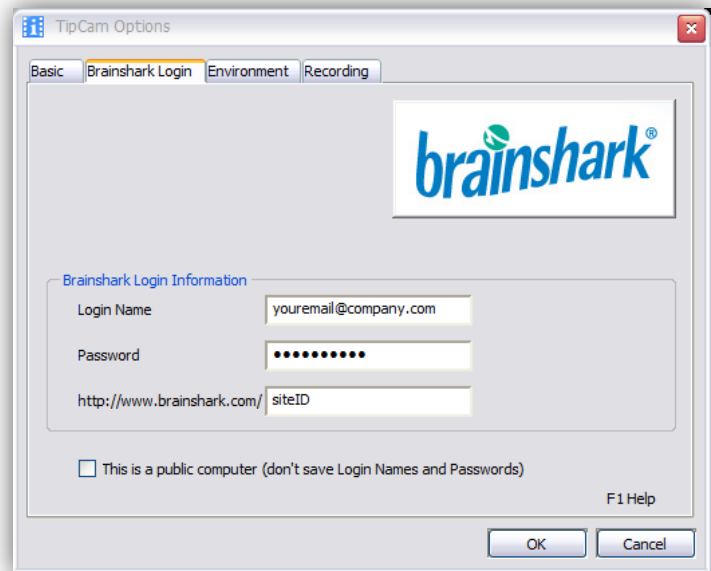 TipCam Options
Basic Brainshark Login Environment Recording
brainshark®
Brainshark Login Information
Login Name youremail@company.com
Password ●●●●●●●●●●
http://www.brainshark.com/ siteID
This is a public computer (don't save Login Names and Passwords)
F1 Help
OK Cancel